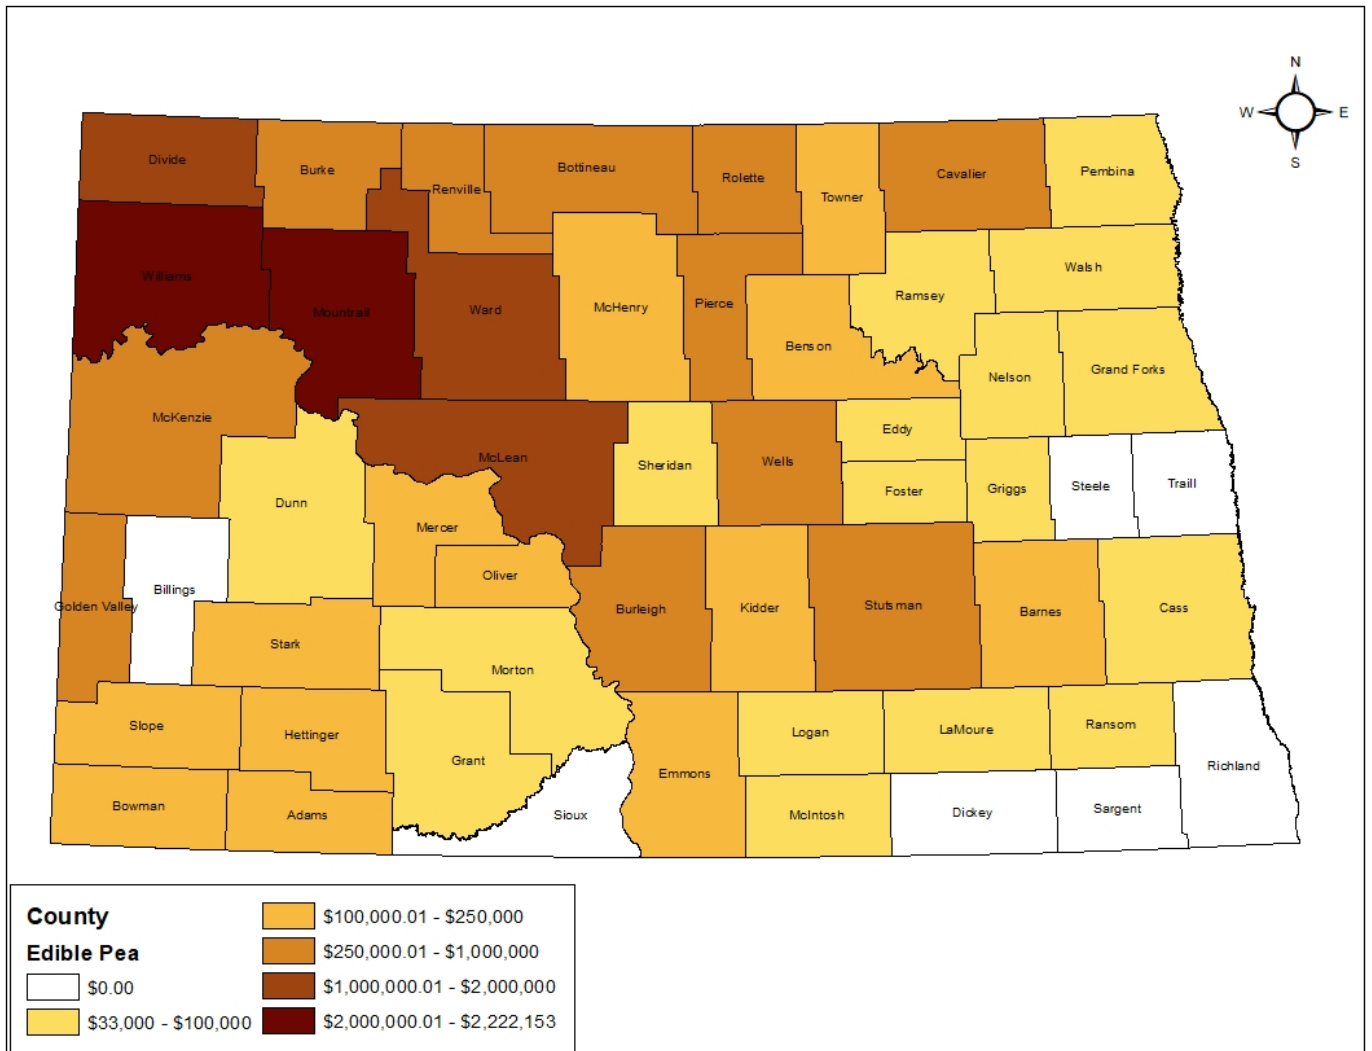 N
W E
S
Divide
Burke
Renville
Bottineau
Rolette
Towner
Cavalier
Pembina
Williams
Mountrail
Ward
McHenry
Pierce
Benson
Ramsey
Walsh
Nelson
Grand Forks
McKenzie
Dunn
McLean
Sheridan
Wells
Eddy
Foster
Griggs
Steele
Traill
Mercer
Oliver
Golden Valley
Billings
Stark
Burleigh
Kidder
Stutsman
Barnes
Cass
Morton
Slope
Hettinger
Grant
Emmons
Logan
LaMoure
Ransom
Richland
Bowman
Adams
Sioux
McIntosh
Dickey
Sargent
County
Edible Pea
$0.00
$33,000 - $100,000
$100,000.01 - $250,000
$250,000.01 - $1,000,000
$1,000,000.01 - $2,000,000
$2,000,000.01 - $2,222,153